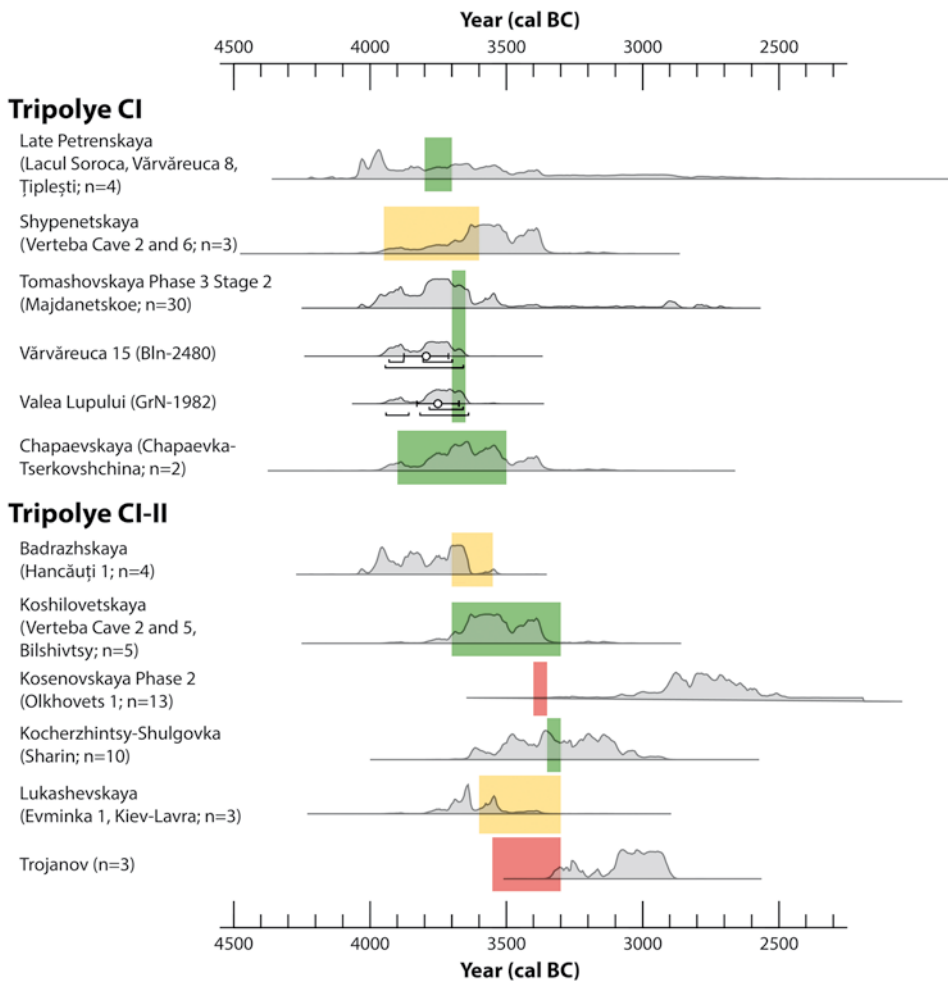 Year (cal BC)
4500 4000 3500 3000 2500
Tripolye CI
Late Petrenskaya
(Lacul Soroca, Vărvăreuca 8,
Țiplești; n=4)
Shypenetskaya
(Verteba Cave 2 and 6; n=3)
Tomashovskaya Phase 3 Stage 2
(Majdanetskoe; n=30)
Vărvăreuca 15 (Bln-2480)
Valea Lupului (GrN-1982)
Chapaevskaya (Chapaevka-
Tserkovshchina; n=2)
Tripolye CI-II
Badrazhskaya
(Hancăuți 1; n=4)
Koshilovetskaya
(Verteba Cave 2 and 5,
Bilshivtsy; n=5)
Kosenovskaya Phase 2
(Olkhovets 1; n=13)
Kocherzhintsy-Shulgovka
(Sharin; n=10)
Lukashevskaya
(Evminka 1, Kiev-Lavra; n=3)
Trojanov (n=3)
4500 4000 3500 3000 2500
Year (cal BC)